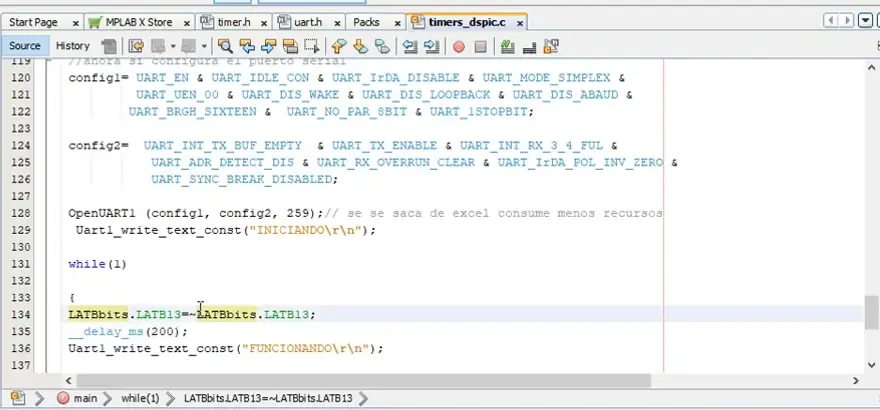 Start Page MPLAB X Store timer.h uart.h Packs timers_dspic.c
Source History
119 //ahora si configura el puerto serial
120 config1= UART_EN & UART_IDLE_CON & UART_IrDA_DISABLE & UART_MODE_SIMPLEX &
121 UART_UEN_00 & UART_DIS_WAKE & UART_DIS_LOOPBACK & UART_DIS_ABAUD &
122 UART_BRGH_SIXTEEN & UART_NO_PAR_8BIT & UART_1STOPBIT;
123
124 config2= UART_INT_TX_BUF_EMPTY & UART_TX_ENABLE & UART_INT_RX_3_4_FUL &
125 UART_ADR_DETECT_DIS & UART_RX_OVERRUN_CLEAR & UART_IrDA_POL_INV_ZERO &
126 UART_SYNC_BREAK_DISABLED;
127
128 OpenUART1 (config1, config2, 259);// se se saca de excel consume menos recursos
129 Uart1_write_text_const("INICIANDO\r\n");
130
131 while(1)
132
133 {
134 LATBbits.LATB13=~LATBbits.LATB13;
135 __delay_ms(200);
136 Uart1_write_text_const("FUNCIONANDO\r\n");
137
main while(1) LATBbits.LATB13=~LATBbits.LATB13